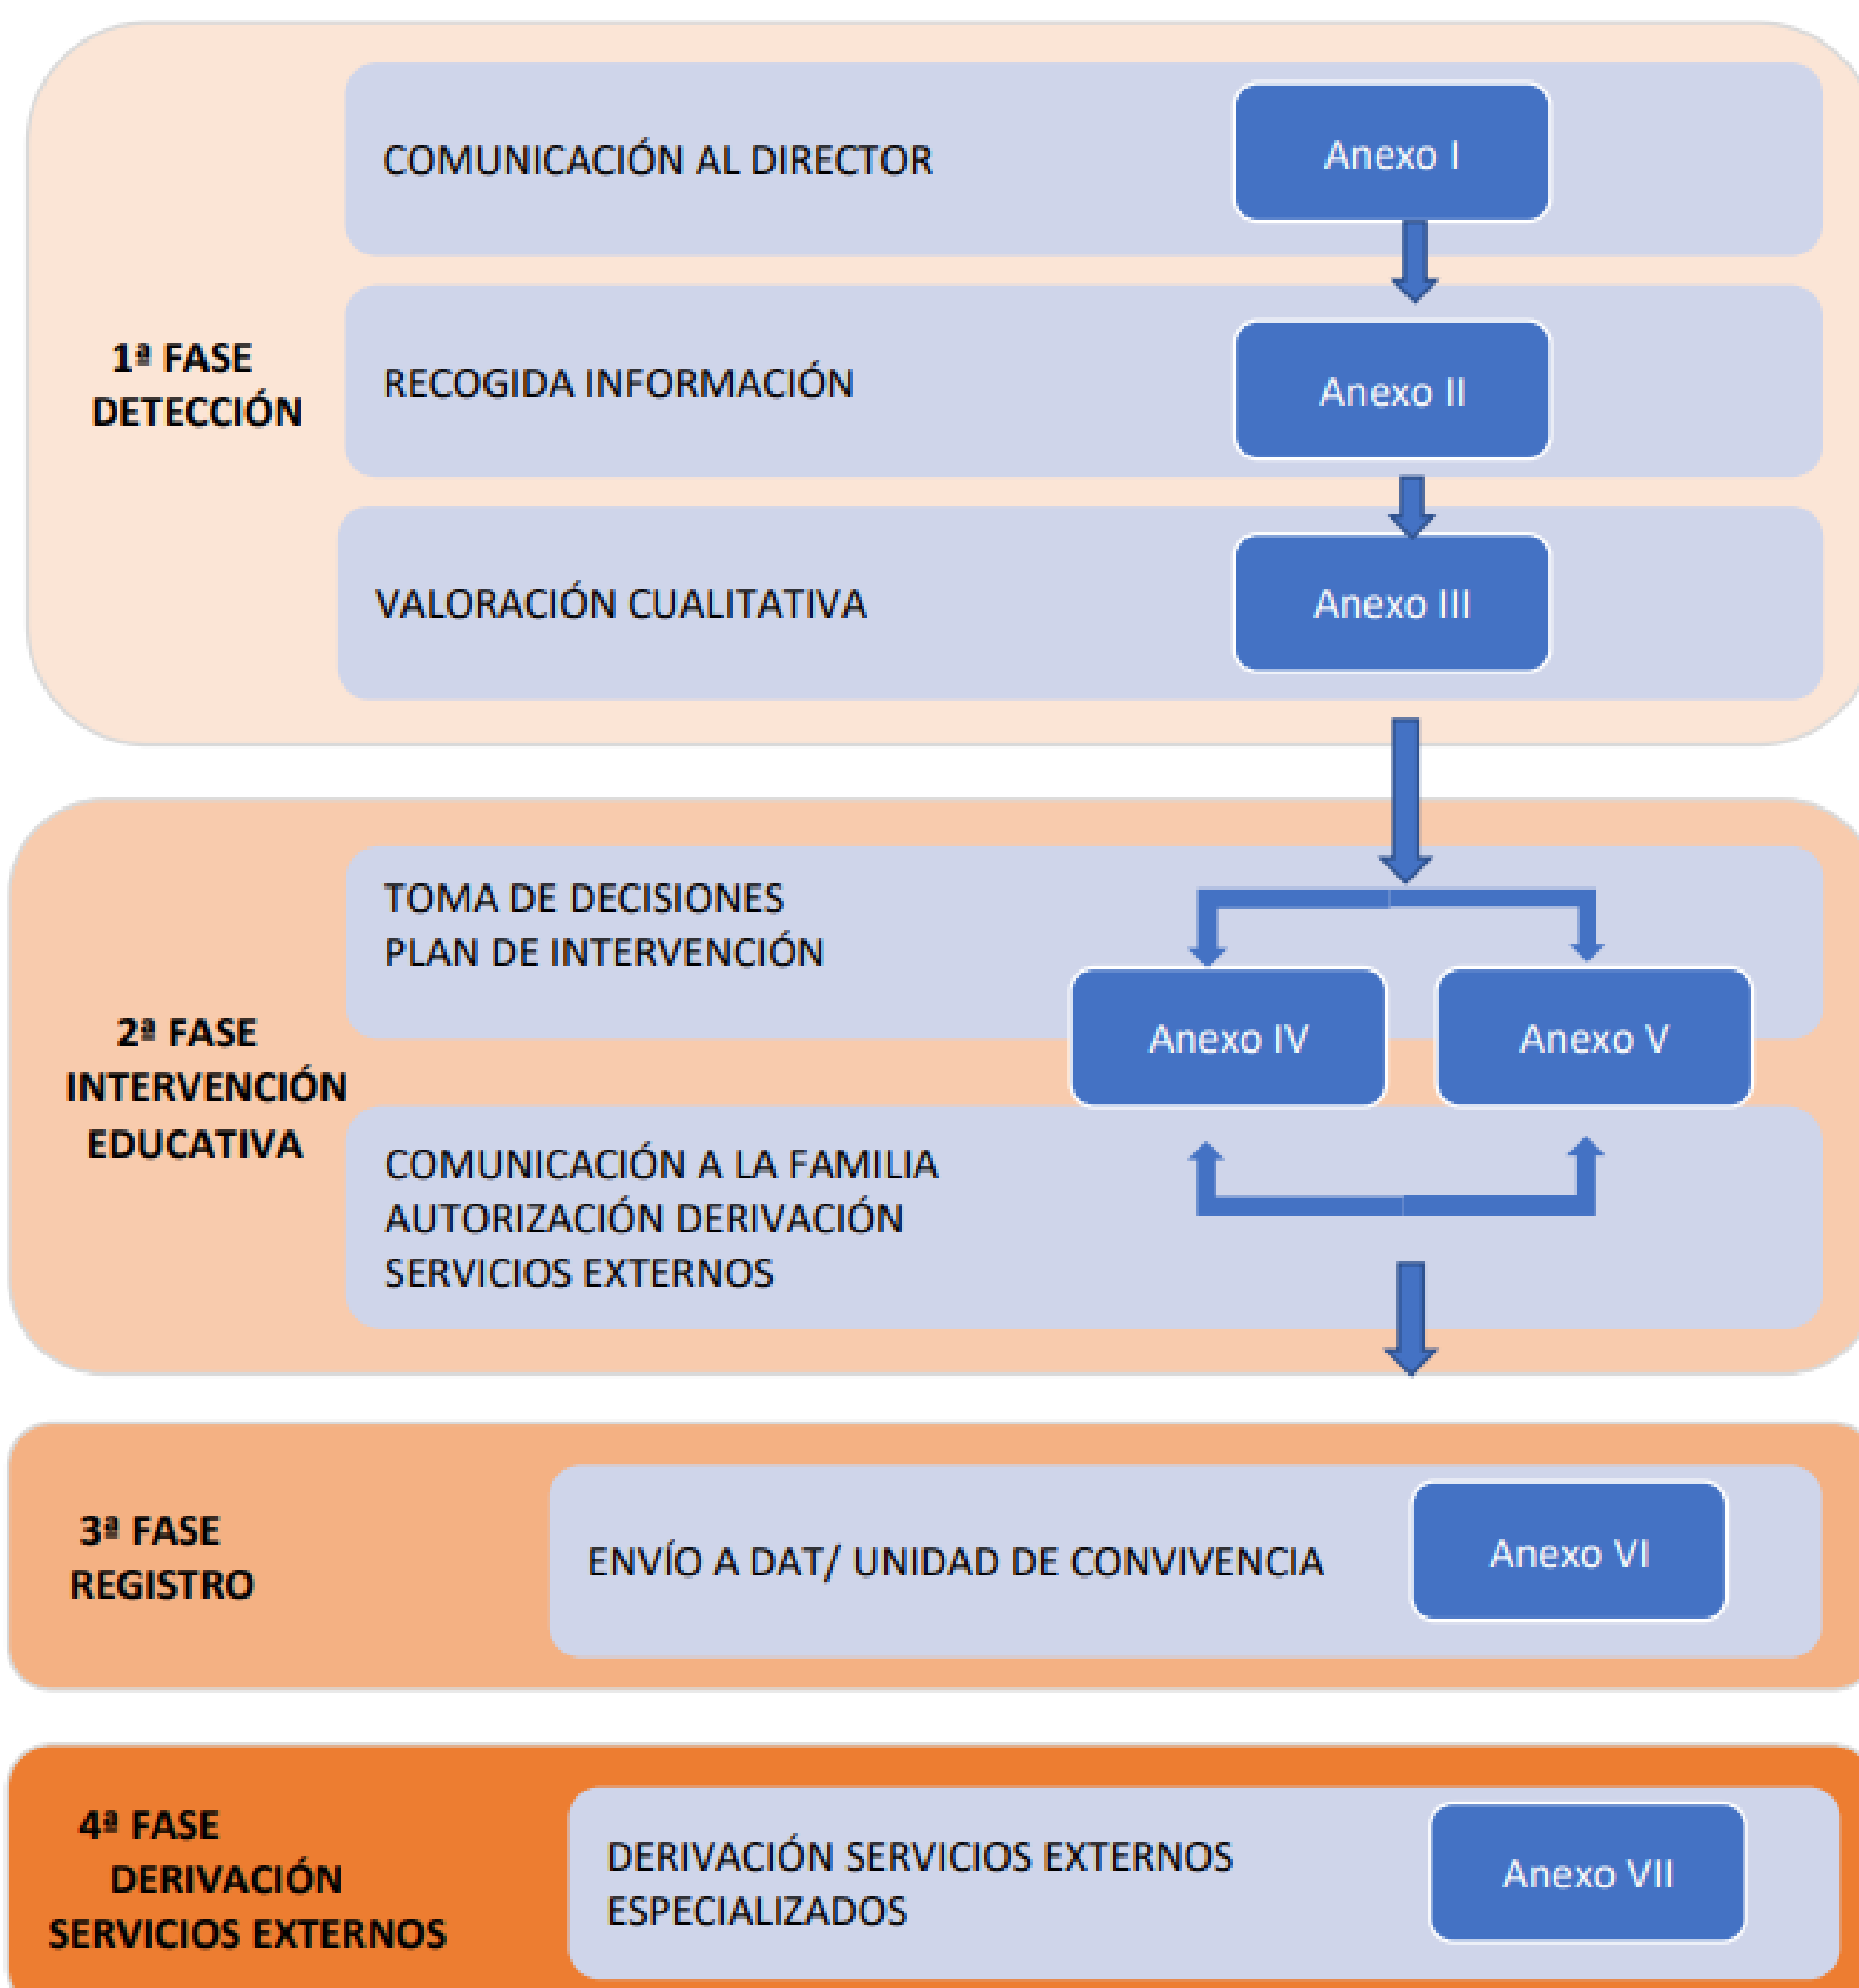 COMUNICACIÓN AL DIRECTOR
Anexo I
1ª FASE
DETECCIÓN
RECOGIDA INFORMACIÓN
Anexo II
VALORACIÓN CUALITATIVA
Anexo III
2ª FASE
INTERVENCIÓN
EDUCATIVA
TOMA DE DECISIONES
PLAN DE INTERVENCIÓN
Anexo IV
Anexo V
COMUNICACIÓN A LA FAMILIA
AUTORIZACIÓN DERIVACIÓN
SERVICIOS EXTERNOS
3ª FASE
REGISTRO
ENVÍO A DAT/ UNIDAD DE CONVIVENCIA
Anexo VI
4ª FASE
DERIVACIÓN
SERVICIOS EXTERNOS
DERIVACIÓN SERVICIOS EXTERNOS
ESPECIALIZADOS
Anexo VII